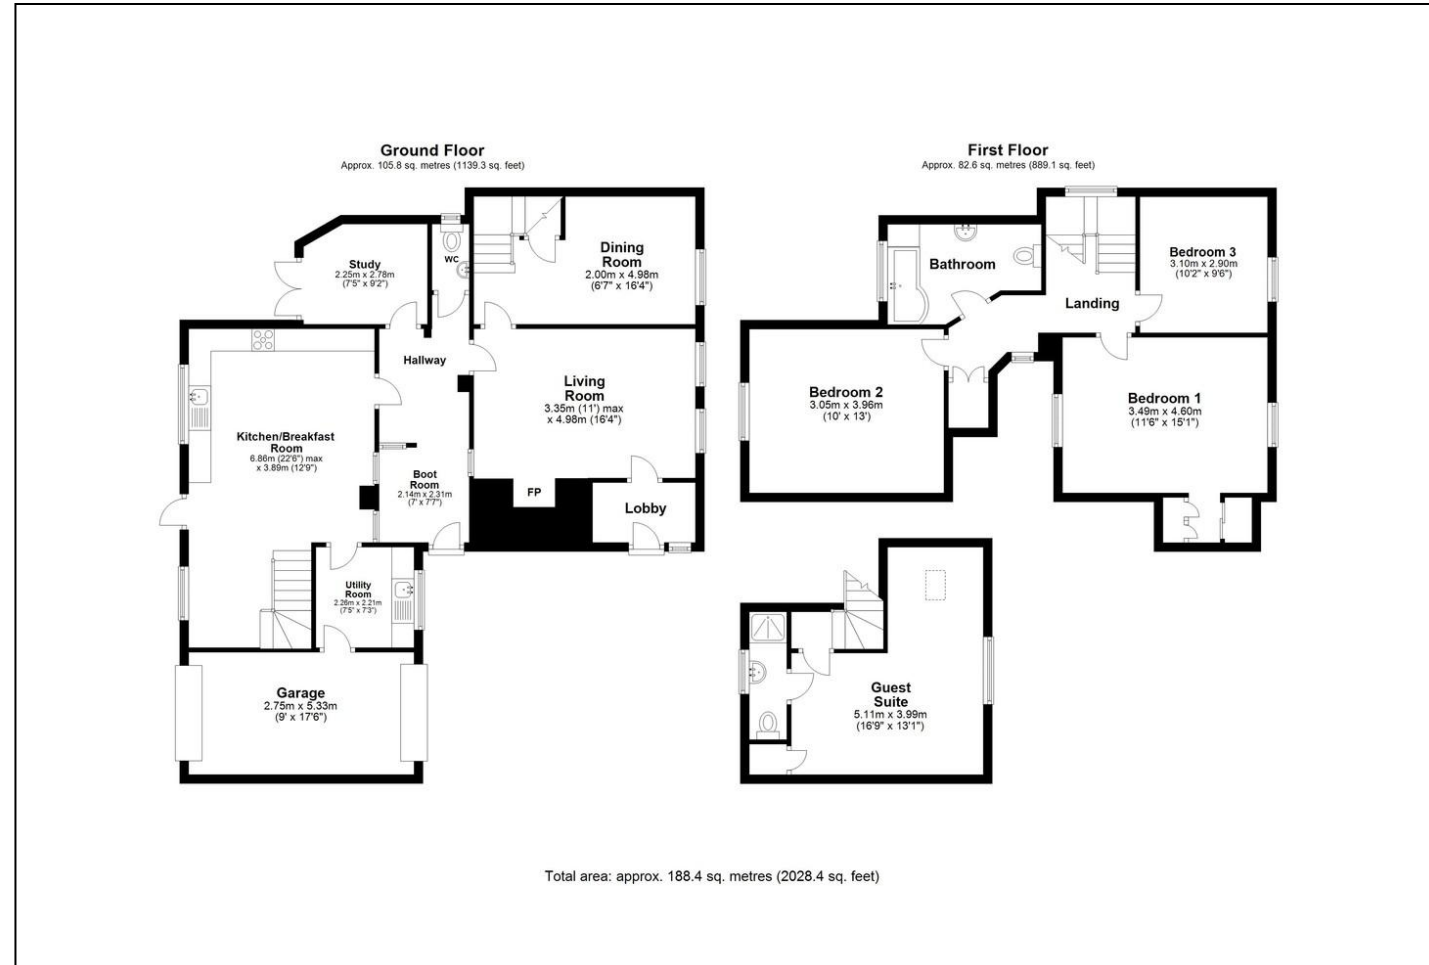 Ground Floor
Approx. 105.8 sq. metres (1139.3 sq. feet)
Study
2.25m x 2.78m
(7'5" x 9'2")
WC
Dining
Room
2.00m x 4.98m
(6'7" x 16'4")
Hallway
Living
Room
3.35m (11') max
x 4.98m (16'4")
Kitchen/Breakfast
Room
6.86m (22'6") max
x 3.89m (12'9")
Boot
Room
2.14m x 2.31m
(7' x 7'7")
FP
Lobby
Utility
Room
2.26m x 2.21m
(7'5" x 7'3")
Garage
2.75m x 5.33m
(9' x 17'6")
First Floor
Approx. 82.6 sq. metres (889.1 sq. feet)
Bathroom
Bedroom 3
3.10m x 2.90m
(10'2" x 9'6")
Landing
Bedroom 2
3.05m x 3.96m
(10' x 13')
Bedroom 1
3.49m x 4.60m
(11'6" x 15'1")
Guest
Suite
5.11m x 3.99m
(16'9" x 13'1")
Total area: approx. 188.4 sq. metres (2028.4 sq. feet)